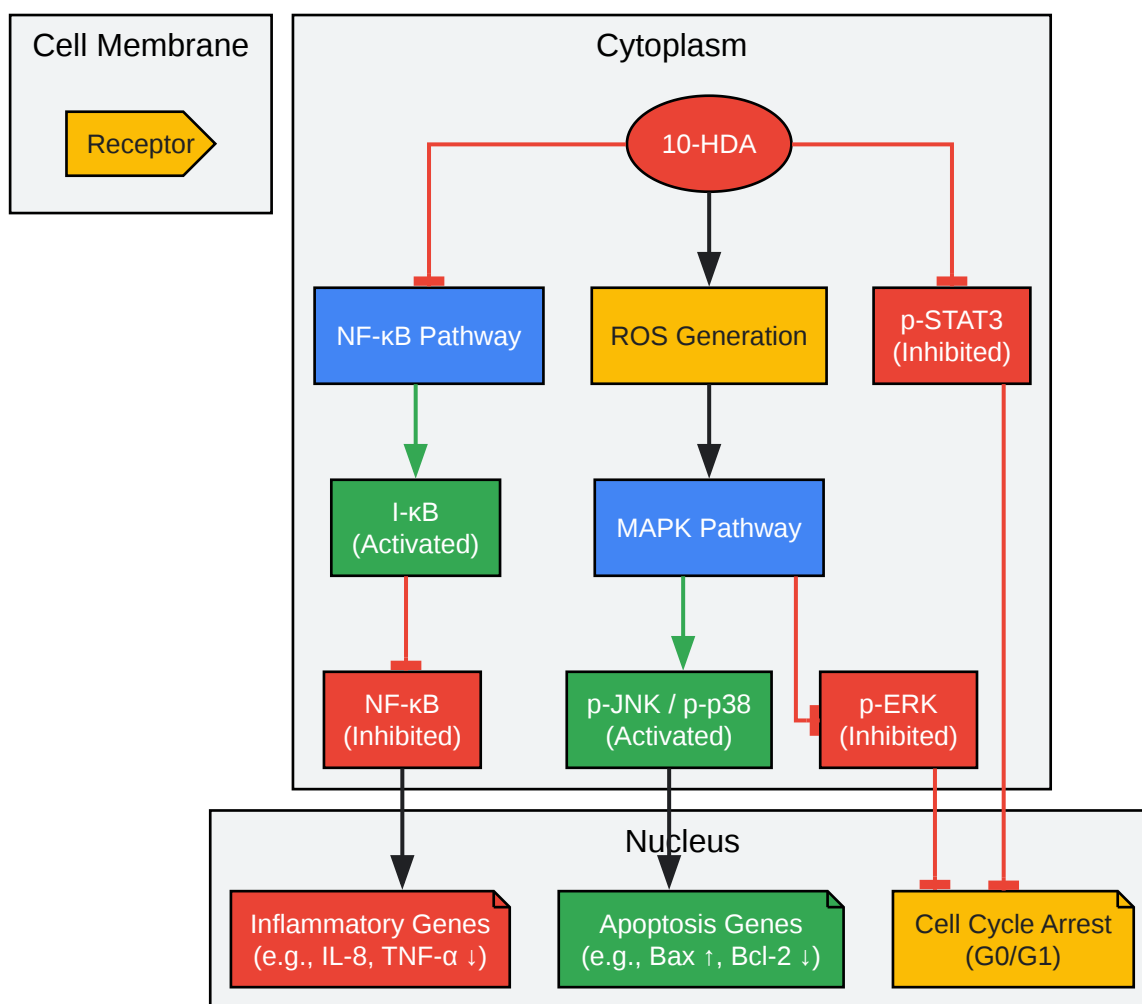 Cell Membrane
Receptor
Cytoplasm
10-HDA
NF-κB Pathway
ROS Generation
p-STAT3
(Inhibited)
I-κB
(Activated)
MAPK Pathway
NF-κB
(Inhibited)
p-JNK / p-p38
(Activated)
p-ERK
(Inhibited)
Nucleus
Inflammatory Genes
(e.g., IL-8, TNF-α ↓)
Apoptosis Genes
(e.g., Bax ↑, Bcl-2 ↓)
Cell Cycle Arrest
(G0/G1)